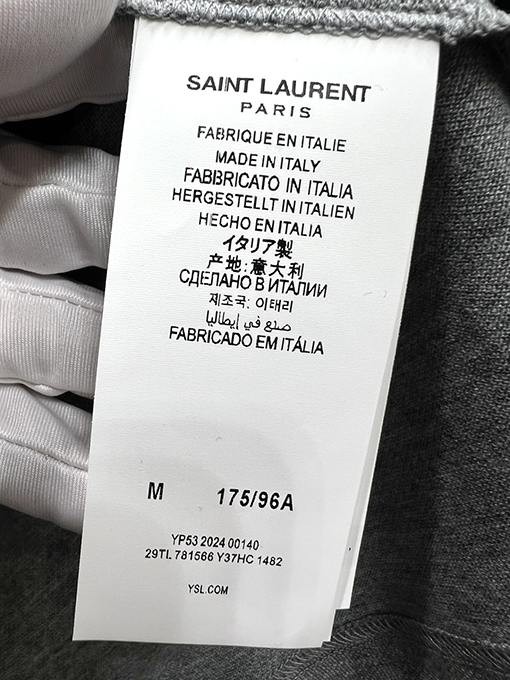 SAINT LAURENT
PARIS
FABRIQUE EN ITALIE
MADE IN ITALY
FABBRICATO IN ITALIA
HERGESTELLT IN ITALIEN
HECHO EN ITALIA
イタリア製
产地:意大利
СДЕЛАНО В ИТАЛИИ
제조국: 이태리
صنع في إيطاليا
FABRICADO EM ITÁLIA
M 175/96A
YP53 2024 00140
29TL 781566 Y37HC 1482
YSL.COM